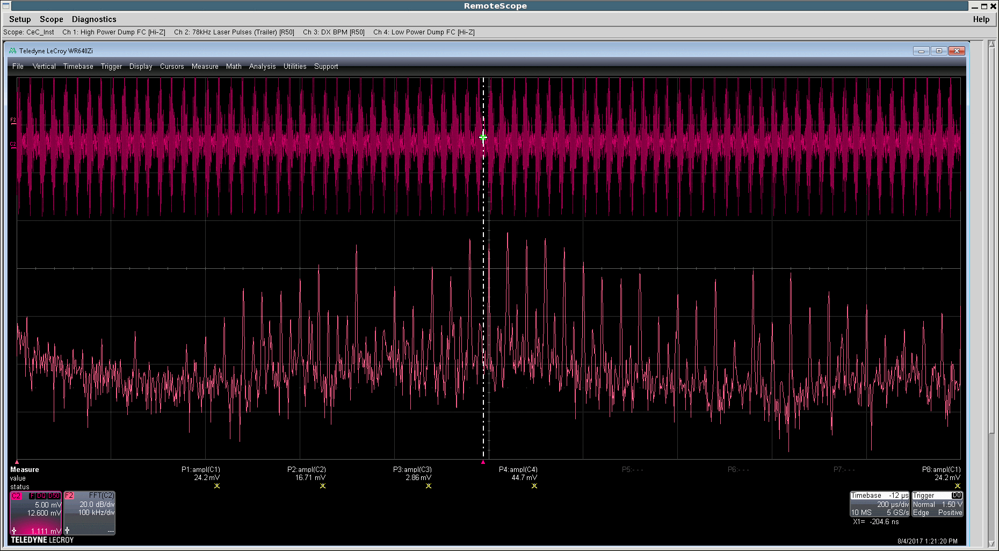 RemoteScope
Setup Scope Diagnostics Help
Scope: CeC_Inst Ch 1: High Power Dump FC [Hi-Z] Ch 2: 78kHz Laser Pulses (Trailer) [R50] Ch 3: DX BPM [R50] Ch 4: Low Power Dump FC [Hi-Z]
Teledyne LeCroy WR640Zi
File Vertical Timebase Trigger Display Cursors Measure Math Analysis Utilities Support
F2
C2
Measure P1:ampl(C1) P2:ampl(C2) P3:ampl(C3) P4:ampl(C4) P5:- - - P6:- - - P7:- - - P8:ampl(C1)
value 24.2 mV 16.71 mV 2.86 mV 44.7 mV 24.2 mV
status
C2 F DQ D50 F2 FFT(C2) Timebase -12 µs Trigger D0
5.00 mV 20.0 dB/div 200 µs/div Normal 1.50 V
12.600 mV 100 kHz/div 10 MS 5 GS/s Edge Positive
X1= -204.6 ns
1.111 mV ---
TELEDYNE LECROY
8/4/2017 1:21:20 PM